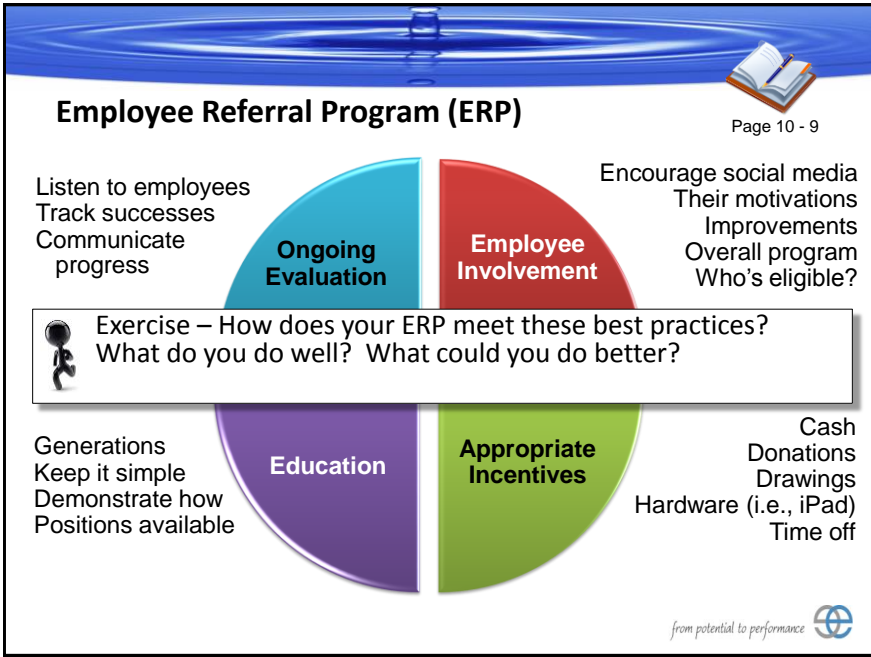 Employee Referral Program (ERP)
Page 10 - 9
Listen to employees
Track successes
Communicate
progress
Ongoing
Evaluation
Employee
Involvement
Encourage social media
Their motivations
Improvements
Overall program
Who's eligible?
Exercise – How does your ERP meet these best practices?
What do you do well?  What could you do better?
Generations
Keep it simple
Demonstrate how
Positions available
Education
Appropriate
Incentives
Cash
Donations
Drawings
Hardware (i.e., iPad)
Time off
from potential to performance